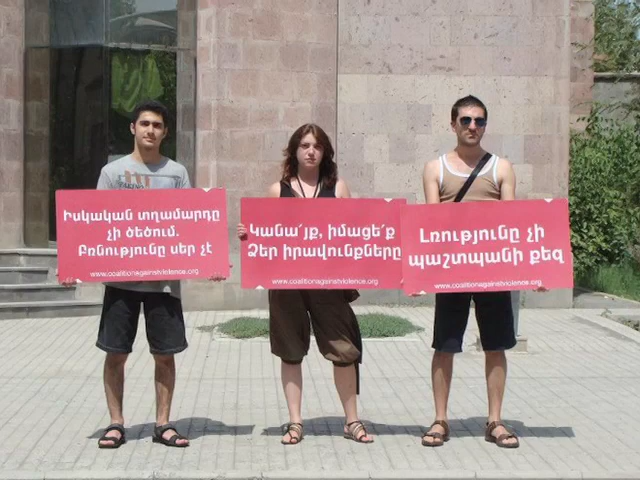 Իսկական տղամարդը
չի ծեծում.
Բռնությունը սեր չէ
www.coalitionagainstviolence.org
Կանա՛յք, իմացե՛ք
Ձեր իրավունքները
www.coalitionagainstviolence.org
Լռությունը չի
պաշտպանի քեզ
www.coalitionagainstviolence.org